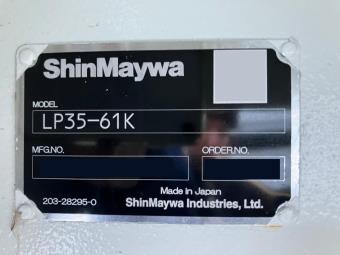 ShinMaywa
MODEL
LP35-61K
MFG.NO. ORDER.NO.
Made in Japan
203-28295-0 ShinMaywa Industries, Ltd.